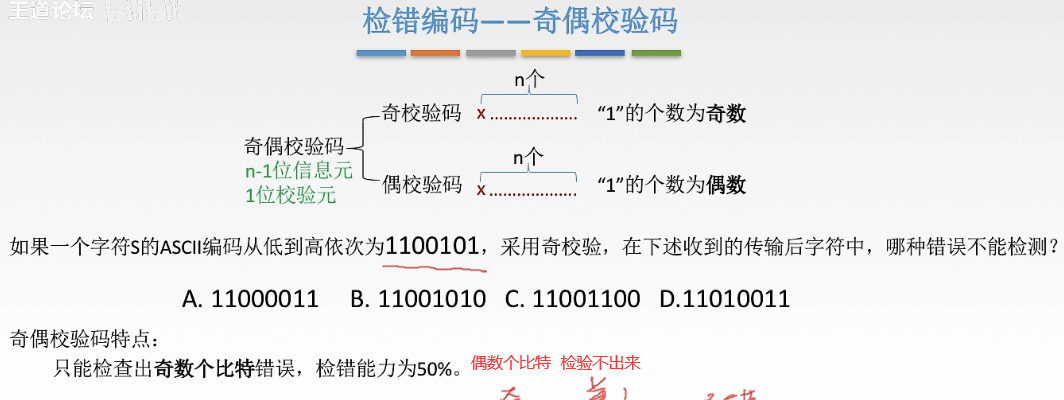 王道论坛
检错编码——奇偶校验码
n个
奇校验码 x ................... “1”的个数为奇数
奇偶校验码
n-1位信息元
1位校验元
n个
偶校验码 x ................... “1”的个数为偶数
如果一个字符S的ASCII编码从低到高依次为1100101，采用奇校验，在下述收到的传输后字符中，哪种错误不能检测？
A. 11000011 B. 11001010 C. 11001100 D.11010011
奇偶校验码特点：
只能检查出奇数个比特错误，检错能力为50%。偶数个比特 检验不出来